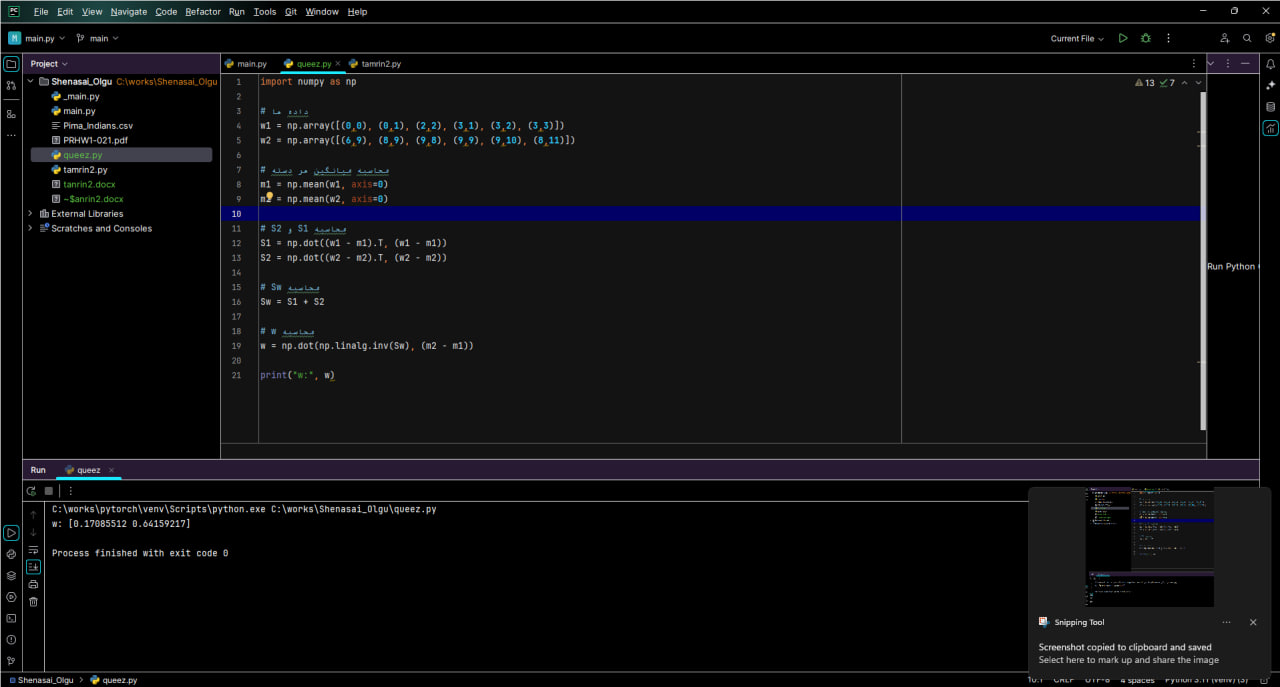 File Edit View Navigate Code Refactor Run Tools Git Window Help
M main.py main Current File
Project main.py queez.py tamrin2.py
Shenasai_Olgu C:\works\Shenasai_Olgu
_main.py
main.py
Pima_Indians.csv
PRHW1-021.pdf
queez.py
tamrin2.py
tanrin2.docx
~$anrin2.docx
External Libraries
Scratches and Consoles
13 7
1 import numpy as np
2
3 # داده ها
4 w1 = np.array([(0,0), (0,1), (2,2), (3,1), (3,2), (3,3)])
5 w2 = np.array([(6,9), (8,9), (9,8), (9,9), (9,10), (8,11)])
6
7 # محاسبه میانگین هر دسته
8 m1 = np.mean(w1, axis=0)
9 m2 = np.mean(w2, axis=0)
10
11 # محاسبه S1 و S2
12 S1 = np.dot((w1 - m1).T, (w1 - m1))
13 S2 = np.dot((w2 - m2).T, (w2 - m2))
14
15 # محاسبه Sw
16 Sw = S1 + S2
17
18 # محاسبه w
19 w = np.dot(np.linalg.inv(Sw), (m2 - m1))
20
21 print("w:", w)
Run Python
Run queez
C:\works\pytorch\venv\Scripts\python.exe C:\works\Shenasai_Olgu\queez.py
w: [0.17085512 0.64159217]
Process finished with exit code 0
Snipping Tool
Screenshot copied to clipboard and saved
Select here to mark up and share the image
Shenasai_Olgu queez.py
10:1 CRLF UTF-8 4 spaces Python 3.11 (venv) (3)